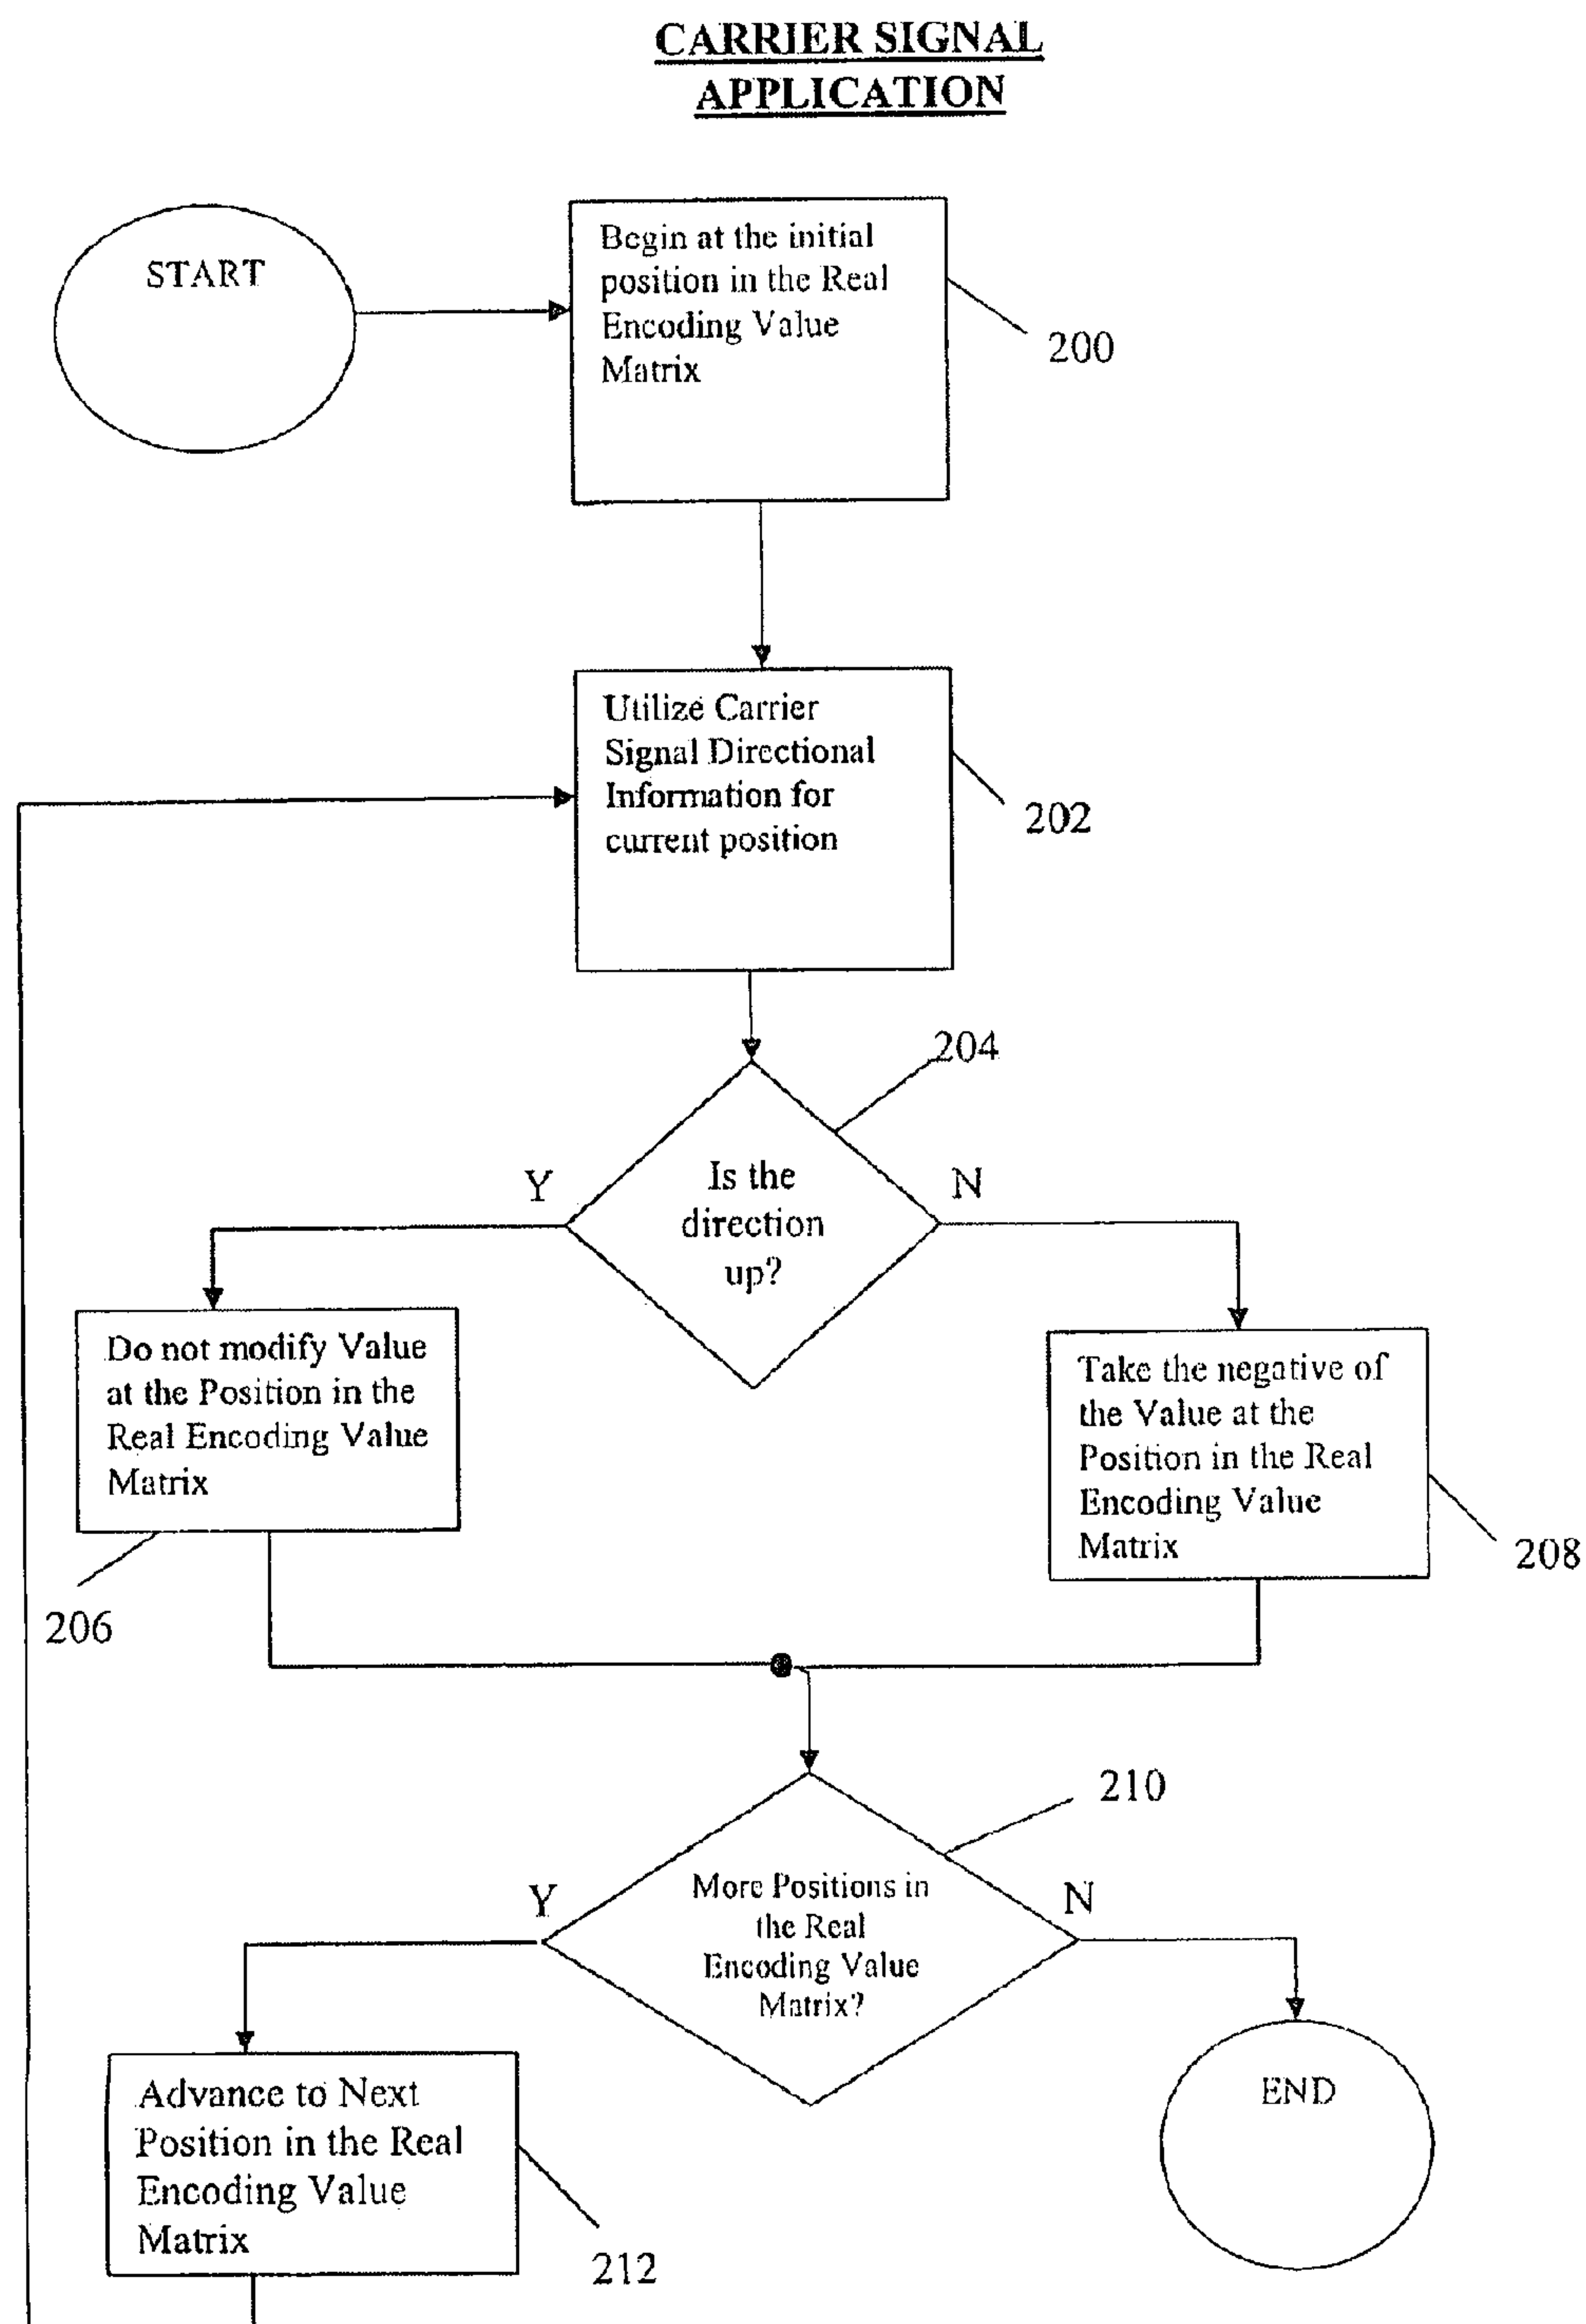 CARRIER SIGNAL
APPLICATION
START
Begin at the initial
position in the Real
Encoding Value
Matrix
200
Utilize Carrier
Signal Directional
Information for
current position
202
204
Is the
direction
up?
Y
N
Do not modify Value
at the Position in the
Real Encoding Value
Matrix
206
Take the negative of
the Value at the
Position in the Real
Encoding Value
Matrix
208
210
More Positions in
the Real
Encoding Value
Matrix?
Y
N
Advance to Next
Position in the Real
Encoding Value
Matrix
212
END